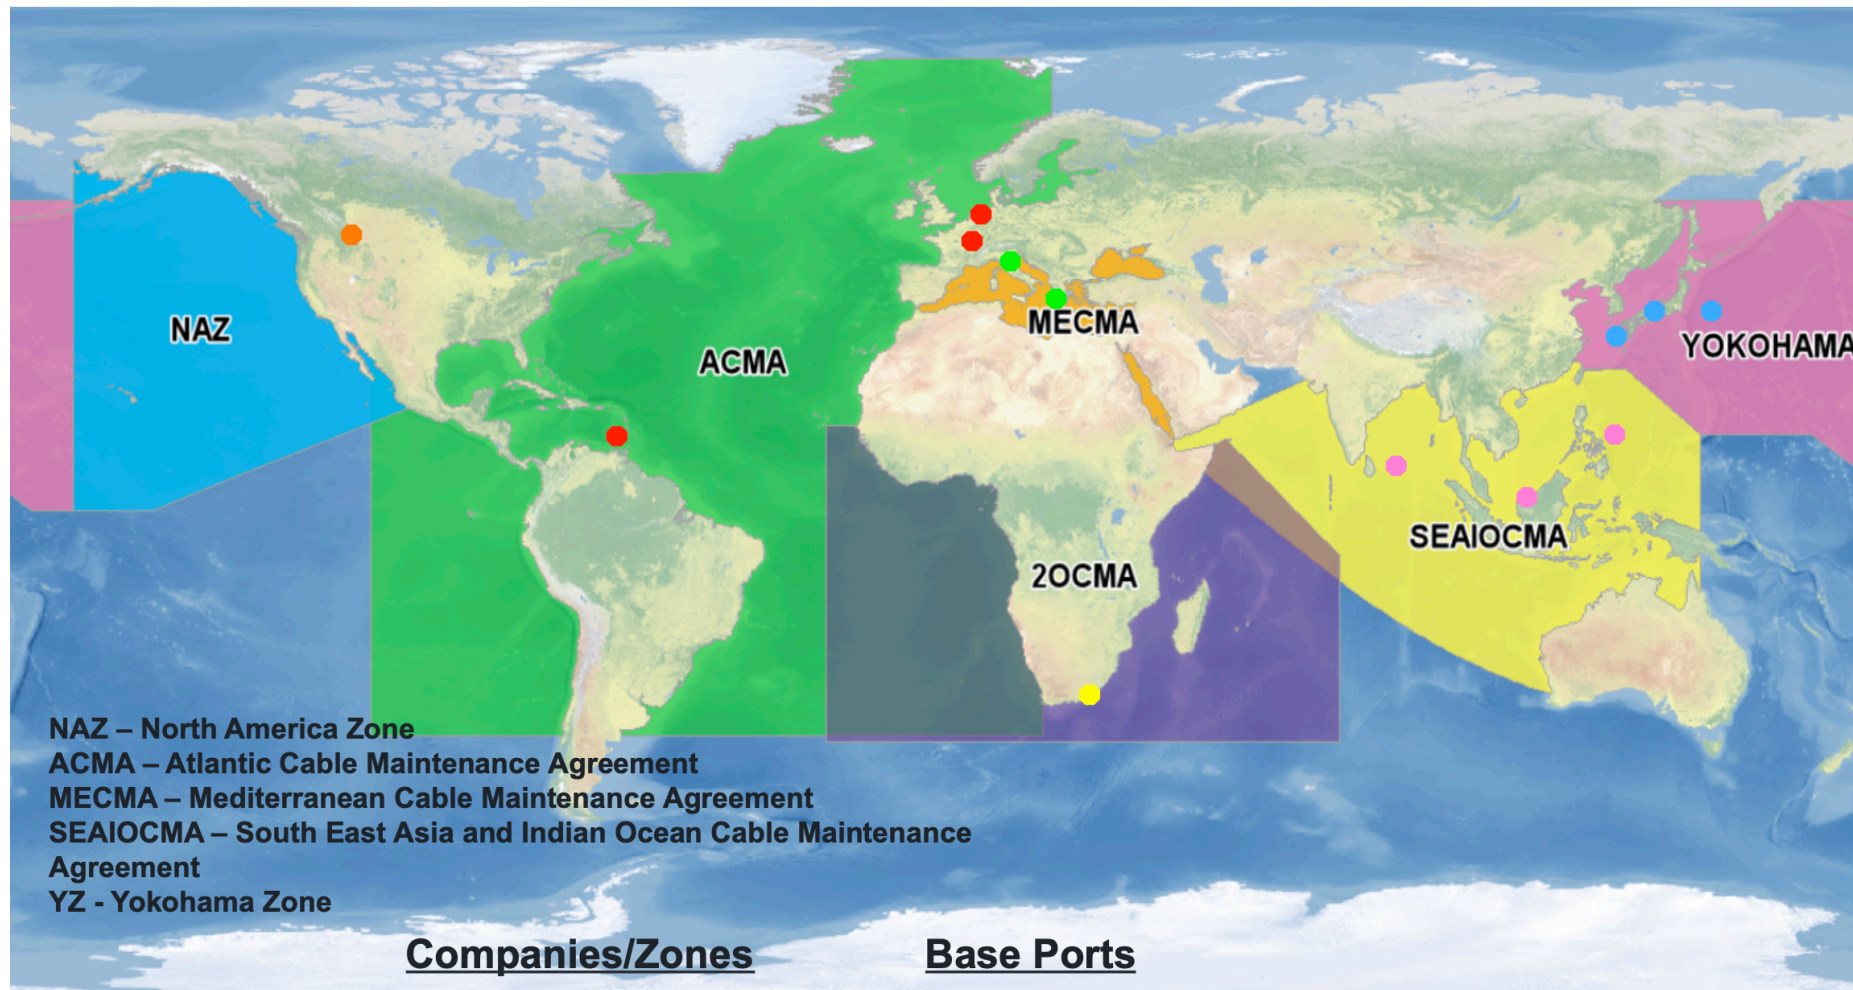 NAZ
ACMA
MECMA
YOKOHAMA
SEAIOCMA
2OCMA
NAZ – North America Zone
ACMA – Atlantic Cable Maintenance Agreement
MECMA – Mediterranean Cable Maintenance Agreement
SEAIOCMA – South East Asia and Indian Ocean Cable Maintenance
Agreement
YZ - Yokohama Zone
Companies/Zones
Base Ports